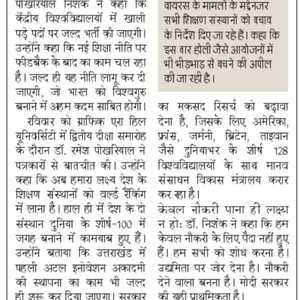 पोखरियाल निशंक ने कहा कि
केंद्रीय विश्वविद्यालयों में खाली
पड़े पदों पर जल्द भर्ती की जाएगी।
उन्होंने कहा कि नई शिक्षा नीति पर
फीडबैक के बाद का काम चल रहा
है। जल्द ही यह नीति लागू कर दी
जाएगी, जो भारत को विश्वगुरु
बनाने में अहम कदम साबित होगी।
रविवार को ग्राफिक एरा हिल
यूनिवर्सिटी में द्वितीय दीक्षा समारोह
के दौरान डॉ. रमेश पोखरियाल ने
पत्रकारों से बातचीत की। उन्होंने
कहा कि अब हमारा लक्ष्य देश के
शिक्षण संस्थानों को वर्ल्ड रैंकिंग
में लाना है। हाल ही में देश के दो
संस्थान दुनिया के शीर्ष-100 में
जगह बनाने में कामयाब हुए हैं।
उन्होंने बताया कि उत्तराखंड में
पहली अटल इनोवेशन अकादमी
की स्थापना का काम भी जल्द
ही शुरू कर दिया जाएगा। सरकार
वायरस के मामलों के मद्देनजर
सभी शिक्षण संस्थानों को बचाव
के निर्देश दिए जा रहे हैं। कहा कि
इस बार होली जैसे आयोजनों में
भी भीड़भाड़ से बचने की अपील
की जा रही है।
का मकसद रिसर्च को बढ़ावा
देना है, जिसके लिए अमेरिका,
फ्रांस, जर्मनी, ब्रिटेन, ताइवान
जैसे दुनियाभर के शीर्ष 128
विश्वविद्यालयों के साथ मानव
संसाधन विकास मंत्रालय करार
कर रहा है।
केवल नौकरी पाना ही लक्ष्य
न हो: डॉ. निशंक ने कहा कि हम
केवल नौकरी के लिए पैदा नहीं हुए
हैं। हम सभी को शोध करना है।
उद्यमिता पर जोर देना है। नौकरी
देने वाला बनना है। मोदी सरकार
की यही प्राथमिकता है।